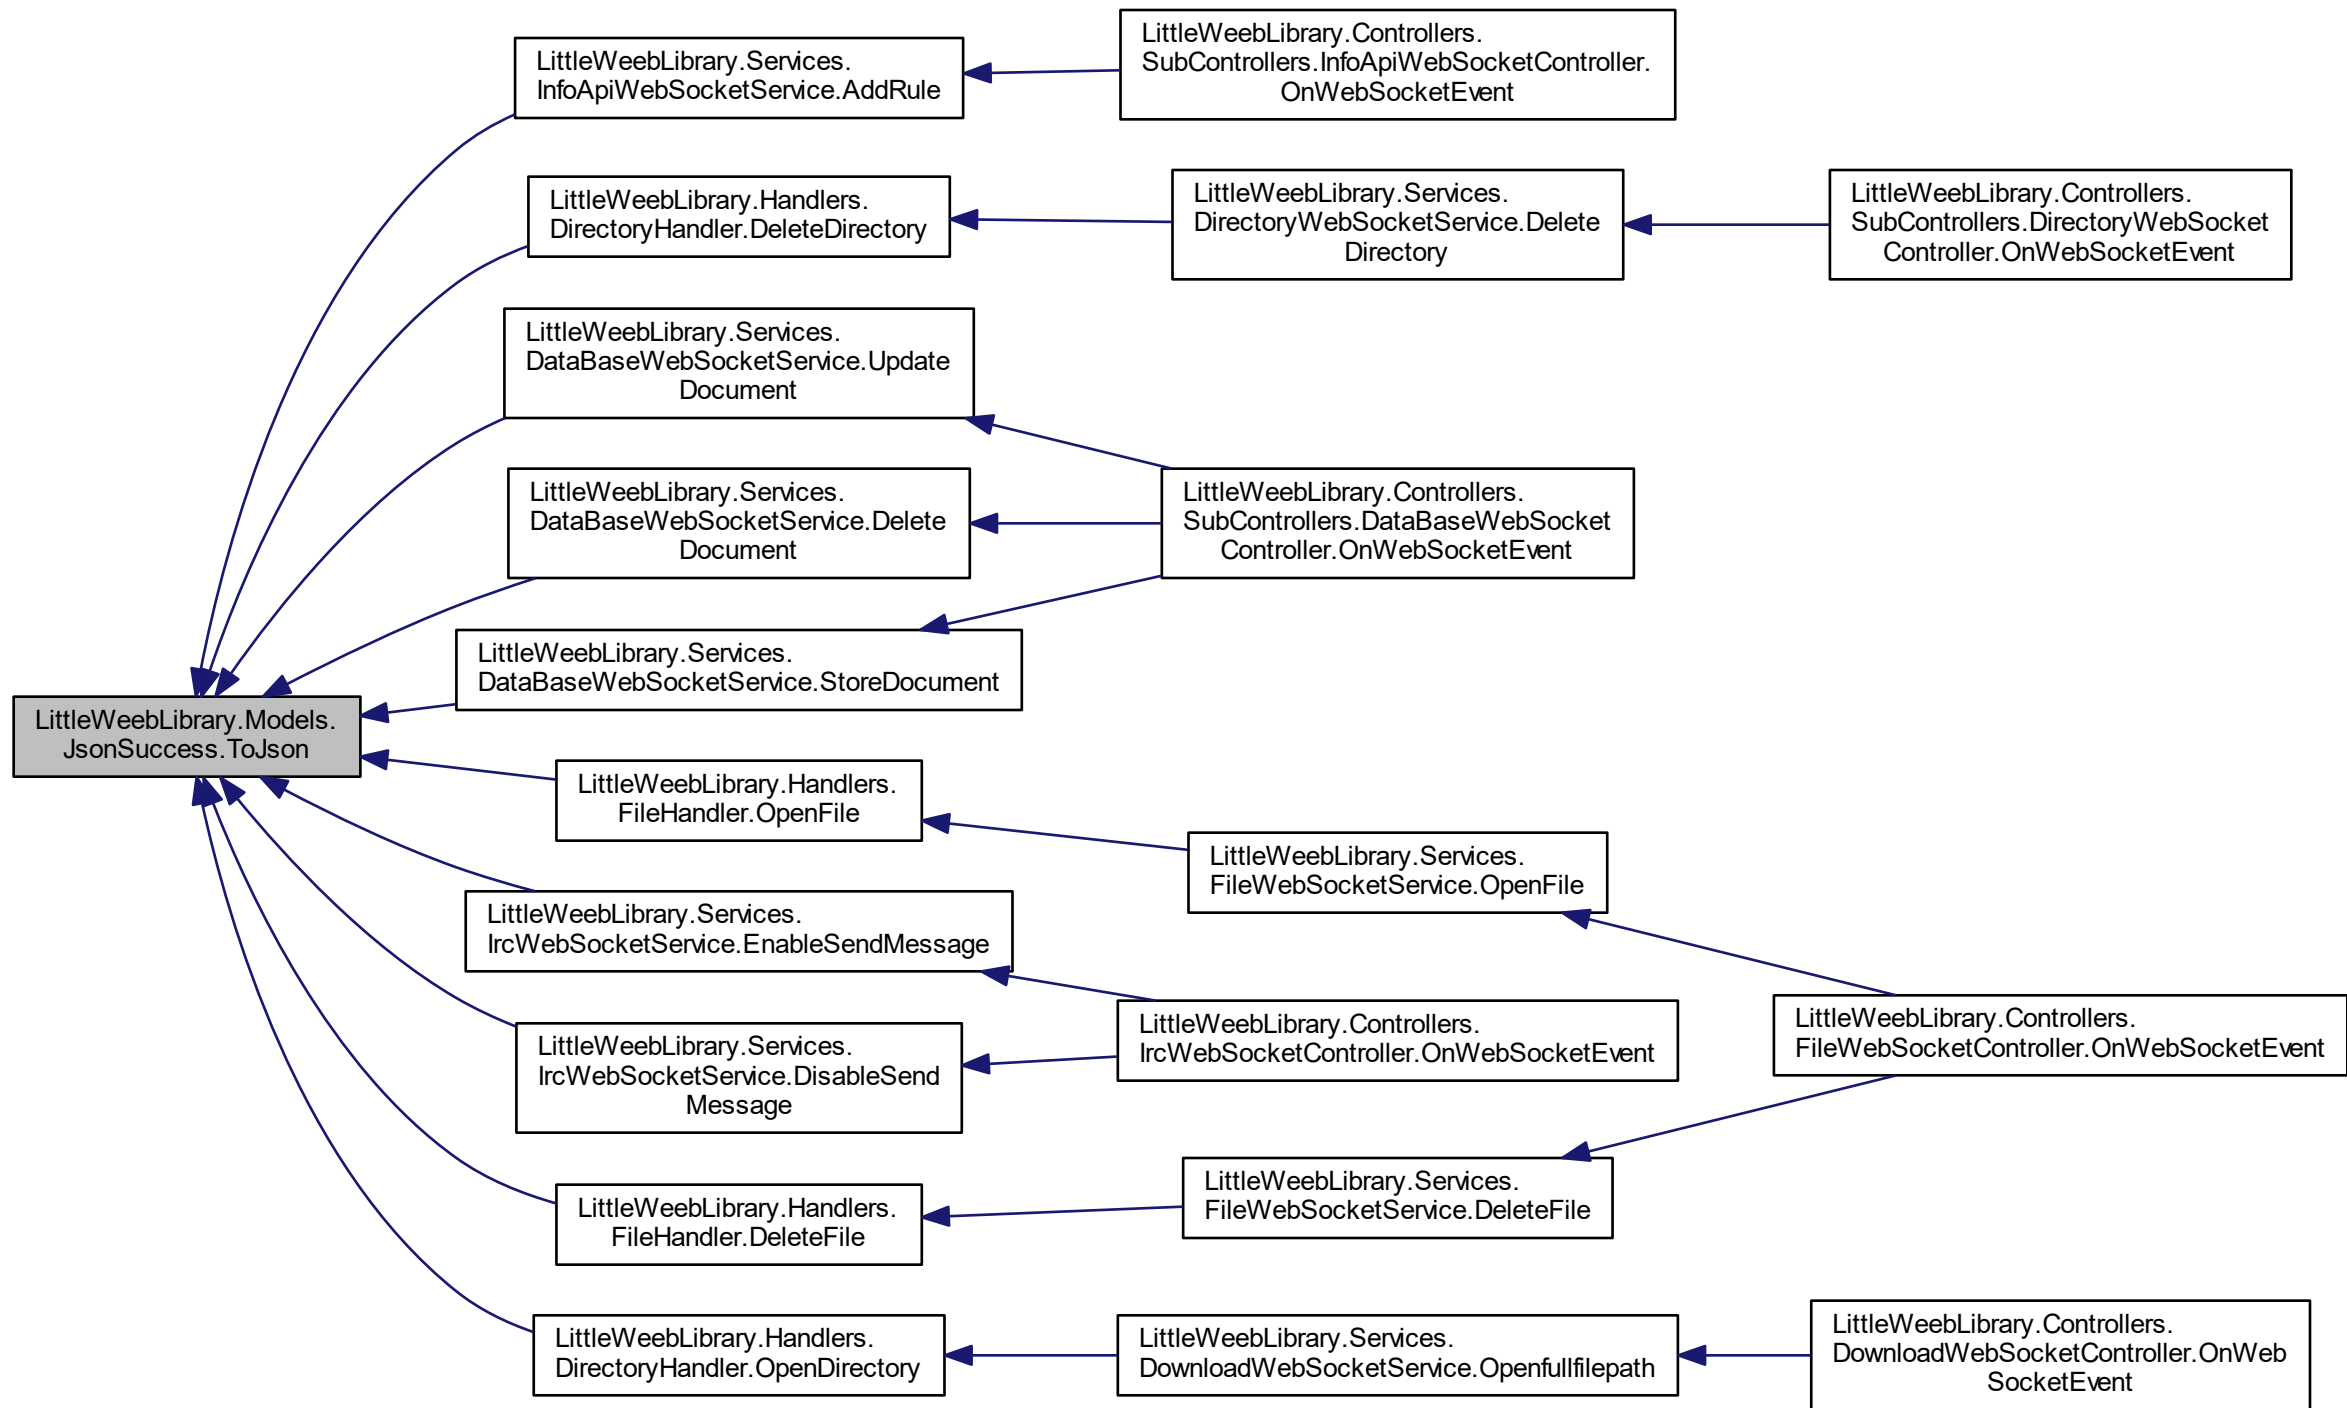 LittleWeebLibrary.Services.
InfoApiWebSocketService.AddRule
LittleWeebLibrary.Controllers.
SubControllers.InfoApiWebSocketController.
OnWebSocketEvent
LittleWeebLibrary.Handlers.
DirectoryHandler.DeleteDirectory
LittleWeebLibrary.Services.
DirectoryWebSocketService.Delete
Directory
LittleWeebLibrary.Controllers.
SubControllers.DirectoryWebSocket
Controller.OnWebSocketEvent
LittleWeebLibrary.Services.
DataBaseWebSocketService.Update
Document
LittleWeebLibrary.Services.
DataBaseWebSocketService.Delete
Document
LittleWeebLibrary.Controllers.
SubControllers.DataBaseWebSocket
Controller.OnWebSocketEvent
LittleWeebLibrary.Services.
DataBaseWebSocketService.StoreDocument
LittleWeebLibrary.Models.
JsonSuccess.ToJson
LittleWeebLibrary.Handlers.
FileHandler.OpenFile
LittleWeebLibrary.Services.
FileWebSocketService.OpenFile
LittleWeebLibrary.Services.
IrcWebSocketService.EnableSendMessage
LittleWeebLibrary.Controllers.
IrcWebSocketController.OnWebSocketEvent
LittleWeebLibrary.Controllers.
FileWebSocketController.OnWebSocketEvent
LittleWeebLibrary.Services.
IrcWebSocketService.DisableSend
Message
LittleWeebLibrary.Handlers.
FileHandler.DeleteFile
LittleWeebLibrary.Services.
FileWebSocketService.DeleteFile
LittleWeebLibrary.Handlers.
DirectoryHandler.OpenDirectory
LittleWeebLibrary.Services.
DownloadWebSocketService.Openfullfilepath
LittleWeebLibrary.Controllers.
DownloadWebSocketController.OnWeb
SocketEvent